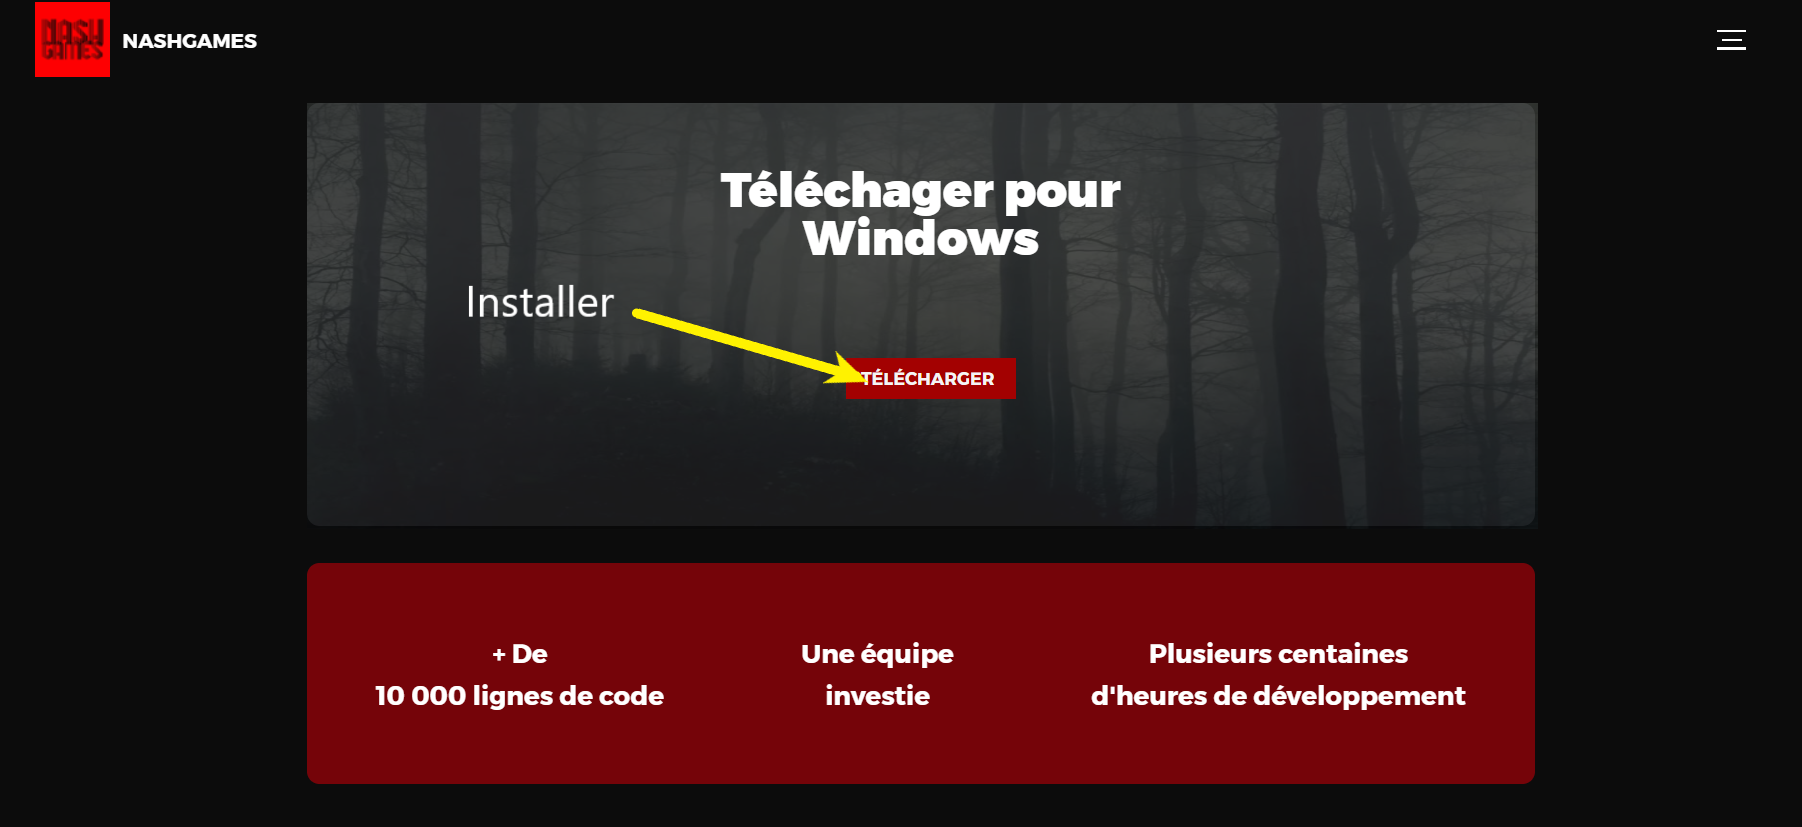 NASH
GAMES
NASHGAMES
Téléchager pour
Windows
Installer
TÉLÉCHARGER
+ De
10 000 lignes de code
Une équipe
investie
Plusieurs centaines
d'heures de développement